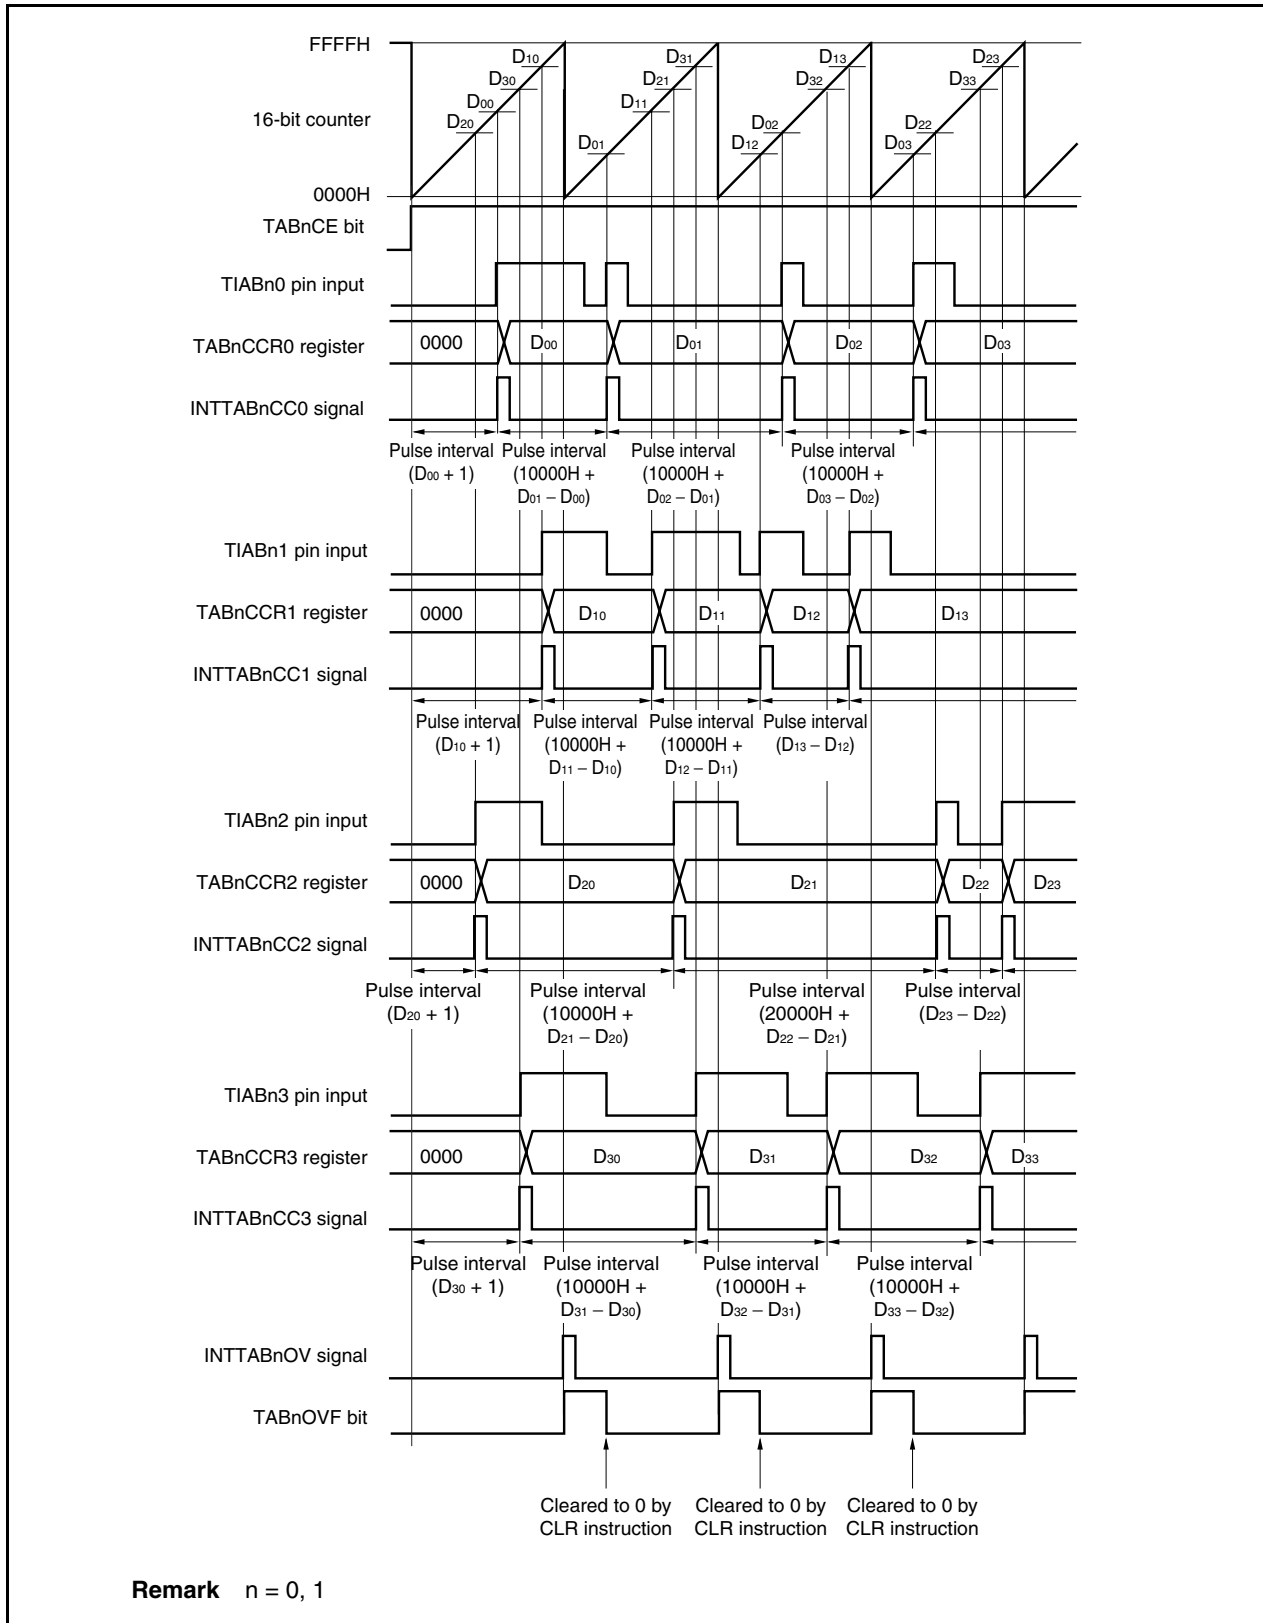 FFFFH
D10
D31
D13
D23
D30
D21
D32
D33
D00
D11
16-bit counter
D20
D02
D22
D01
D12
D03
0000H
TABnCE bit
TIABn0 pin input
TABnCCR0 register
0000
D00
D01
D02
D03
INTTABnCC0 signal
Pulse interval
(D00 + 1)
Pulse interval
(10000H +
D01 – D00)
Pulse interval
(10000H +
D02 – D01)
Pulse interval
(10000H +
D03 – D02)
TIABn1 pin input
TABnCCR1 register
0000
D10
D11
D12
D13
INTTABnCC1 signal
Pulse interval
(D10 + 1)
Pulse interval
(10000H +
D11 – D10)
Pulse interval
(10000H +
D12 – D11)
Pulse interval
(D13 – D12)
TIABn2 pin input
TABnCCR2 register
0000
D20
D21
D22
D23
INTTABnCC2 signal
Pulse interval
(D20 + 1)
Pulse interval
(10000H +
D21 – D20)
Pulse interval
(20000H +
D22 – D21)
Pulse interval
(D23 – D22)
TIABn3 pin input
TABnCCR3 register
0000
D30
D31
D32
D33
INTTABnCC3 signal
Pulse interval
(D30 + 1)
Pulse interval
(10000H +
D31 – D30)
Pulse interval
(10000H +
D32 – D31)
Pulse interval
(10000H +
D33 – D32)
INTTABnOV signal
TABnOVF bit
Cleared to 0 by
CLR instruction
Cleared to 0 by
CLR instruction
Cleared to 0 by
CLR instruction
Remark n = 0, 1